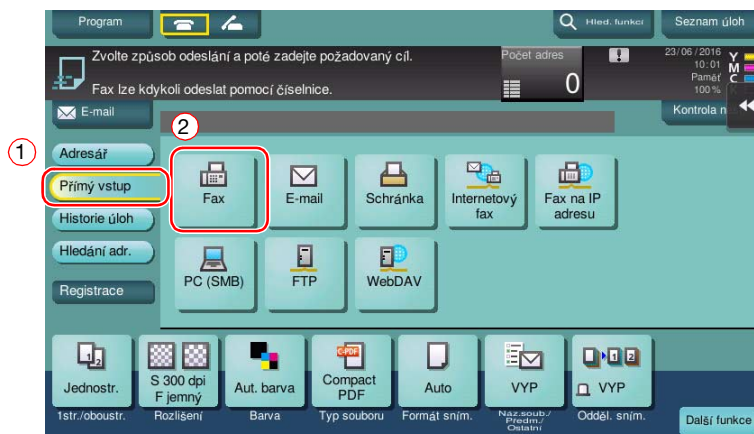 Program
Hled. funkcí
Seznam úloh
Zvolte způsob odeslání a poté zadejte požadovaný cíl.
Fax lze kdykoli odeslat pomocí číselnice.
Počet adres
0
23/06/2016
10:01
Paměť
100%
Y
M
C
K
E-mail
Kontrola n
1
2
Adresář
Přímý vstup
Historie úloh
Hledání adr.
Registrace
Fax
E-mail
Schránka
Internetový
fax
Fax na IP
adresu
PC (SMB)
FTP
WebDAV
Jednostr.
S 300 dpi
F jemný
Aut. barva
C-PDF
Compact
PDF
Auto
VYP
VYP
1str./oboustr.
Rozlišení
Barva
Typ souboru
Formát sním.
Náz.soub./
Předm./
Ostatní
Odděl. sním.
Další funkce